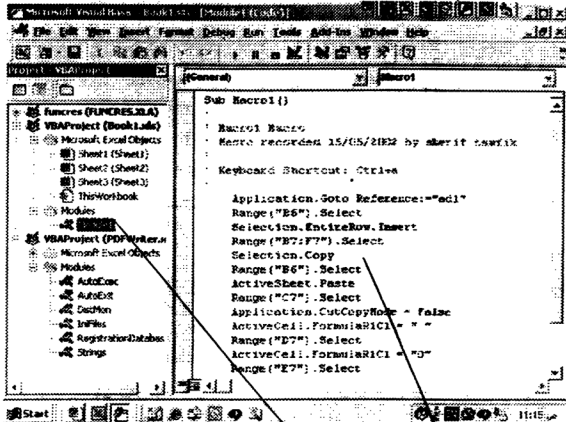 Microsoft Visual Basic - Book1.xls - [Module1 (Code)]
File Edit View Insert Format Debug Run Tools Add-Ins Window Help
Project - VBAProject
(General)
Macro1
funcres (FUNCRES.XLA)
VBAProject (Book1.xls)
Microsoft Excel Objects
Sheet1 (Sheet1)
Sheet2 (Sheet2)
Sheet3 (Sheet3)
ThisWorkbook
Modules
VBAProject (PDFWriter.x
Microsoft Excel Objects
Modules
AutoExec
AutoExit
DistMon
IniFiles
RegistrationDatabas
Strings
Sub Macro1()
' Macro1 Macro
' Macro recorded 15/05/2002 by sherif tawfik
' Keyboard Shortcut: Ctrl+a
Application.Goto Reference:="ad1"
Range("B6").Select
Selection.EntireRow.Insert
Range("B7:F7").Select
Selection.Copy
Range("B6").Select
ActiveSheet.Paste
Range("C7").Select
Application.CutCopyMode = False
ActiveCell.FormulaR1C1 = " "
Range("D7").Select
ActiveCell.FormulaR1C1 = "0"
Range("E7").Select
Start
11:15